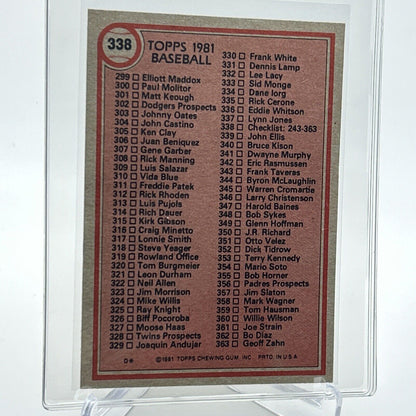 338
TOPPS 1981
BASEBALL
299 □ Elliott Maddox
300 □ Paul Molitor
301 □ Matt Keough
302 □ Dodgers Prospects
303 □ Johnny Oates
304 □ John Castino
305 □ Ken Clay
306 □ Juan Beniquez
307 □ Gene Garber
308 □ Rick Manning
309 □ Luis Salazar
310 □ Vida Blue
311 □ Freddie Patek
312 □ Rick Rhoden
313 □ Luis Pujols
314 □ Rich Dauer
315 □ Kirk Gibson
316 □ Craig Minetto
317 □ Lonnie Smith
318 □ Steve Yeager
319 □ Rowland Office
320 □ Tom Burgmeier
321 □ Leon Durham
322 □ Neil Allen
323 □ Jim Morrison
324 □ Mike Willis
325 □ Ray Knight
326 □ Biff Pocoroba
327 □ Moose Haas
328 □ Twins Prospects
329 □ Joaquin Andujar
330 □ Frank White
331 □ Dennis Lamp
332 □ Lee Lacy
333 □ Sid Monge
334 □ Dane Iorg
335 □ Rick Cerone
336 □ Eddie Whitson
337 □ Lynn Jones
338 □ Checklist: 243-363
339 □ John Ellis
340 □ Bruce Kison
341 □ Dwayne Murphy
342 □ Eric Rasmussen
343 □ Frank Taveras
344 □ Byron McLaughlin
345 □ Warren Cromartie
346 □ Larry Christenson
347 □ Harold Baines
348 □ Bob Sykes
349 □ Glenn Hoffman
350 □ J.R. Richard
351 □ Otto Velez
352 □ Dick Tidrow
353 □ Terry Kennedy
354 □ Mario Soto
355 □ Bob Horner
356 □ Padres Prospects
357 □ Jim Slaton
358 □ Mark Wagner
359 □ Tom Hausman
360 □ Willie Wilson
361 □ Joe Strain
362 □ Bo Diaz
363 □ Geoff Zahn
©1981 TOPPS CHEWING GUM, INC. PRTD. IN U.S.A.